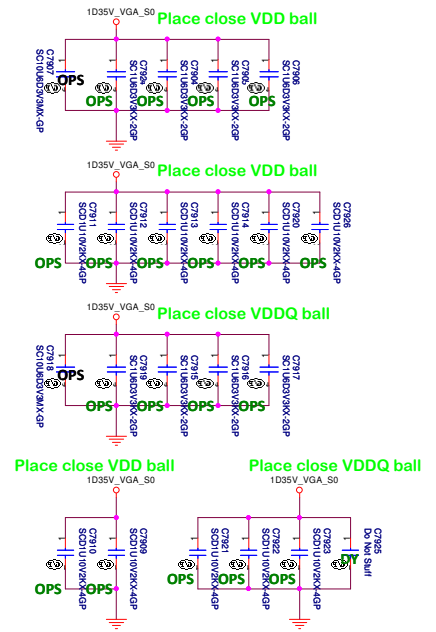 1D35V_VGA_S0
Place close VDD ball
C7907
SC10U6D3V3MX-GP
OPS
C7924
SC1U6D3V3KX-2GP
OPS
C7904
SC1U6D3V3KX-2GP
OPS
C7905
SC1U6D3V3KX-2GP
OPS
C7906
SC1U6D3V3KX-2GP
OPS
1D35V_VGA_S0
Place close VDD ball
C7911
SCD1U10V2KX-4GP
OPS
C7912
SCD1U10V2KX-4GP
OPS
C7913
SCD1U10V2KX-4GP
OPS
C7914
SCD1U10V2KX-4GP
OPS
C7920
SCD1U10V2KX-4GP
OPS
C7926
SCD1U10V2KX-4GP
OPS
1D35V_VGA_S0
Place close VDDQ ball
C7918
SC10U6D3V3MX-GP
OPS
C7919
SC1U6D3V3KX-2GP
OPS
C7915
SC1U6D3V3KX-2GP
OPS
C7916
SC1U6D3V3KX-2GP
OPS
C7917
SC1U6D3V3KX-2GP
OPS
Place close VDD ball
1D35V_VGA_S0
C7910
SCD1U10V2KX-4GP
OPS
C7909
SCD1U10V2KX-4GP
OPS
Place close VDDQ ball
1D35V_VGA_S0
C7921
SCD1U10V2KX-4GP
OPS
C7922
SCD1U10V2KX-4GP
OPS
C7923
SCD1U10V2KX-4GP
OPS
C7925
Do Not Stuff
DY